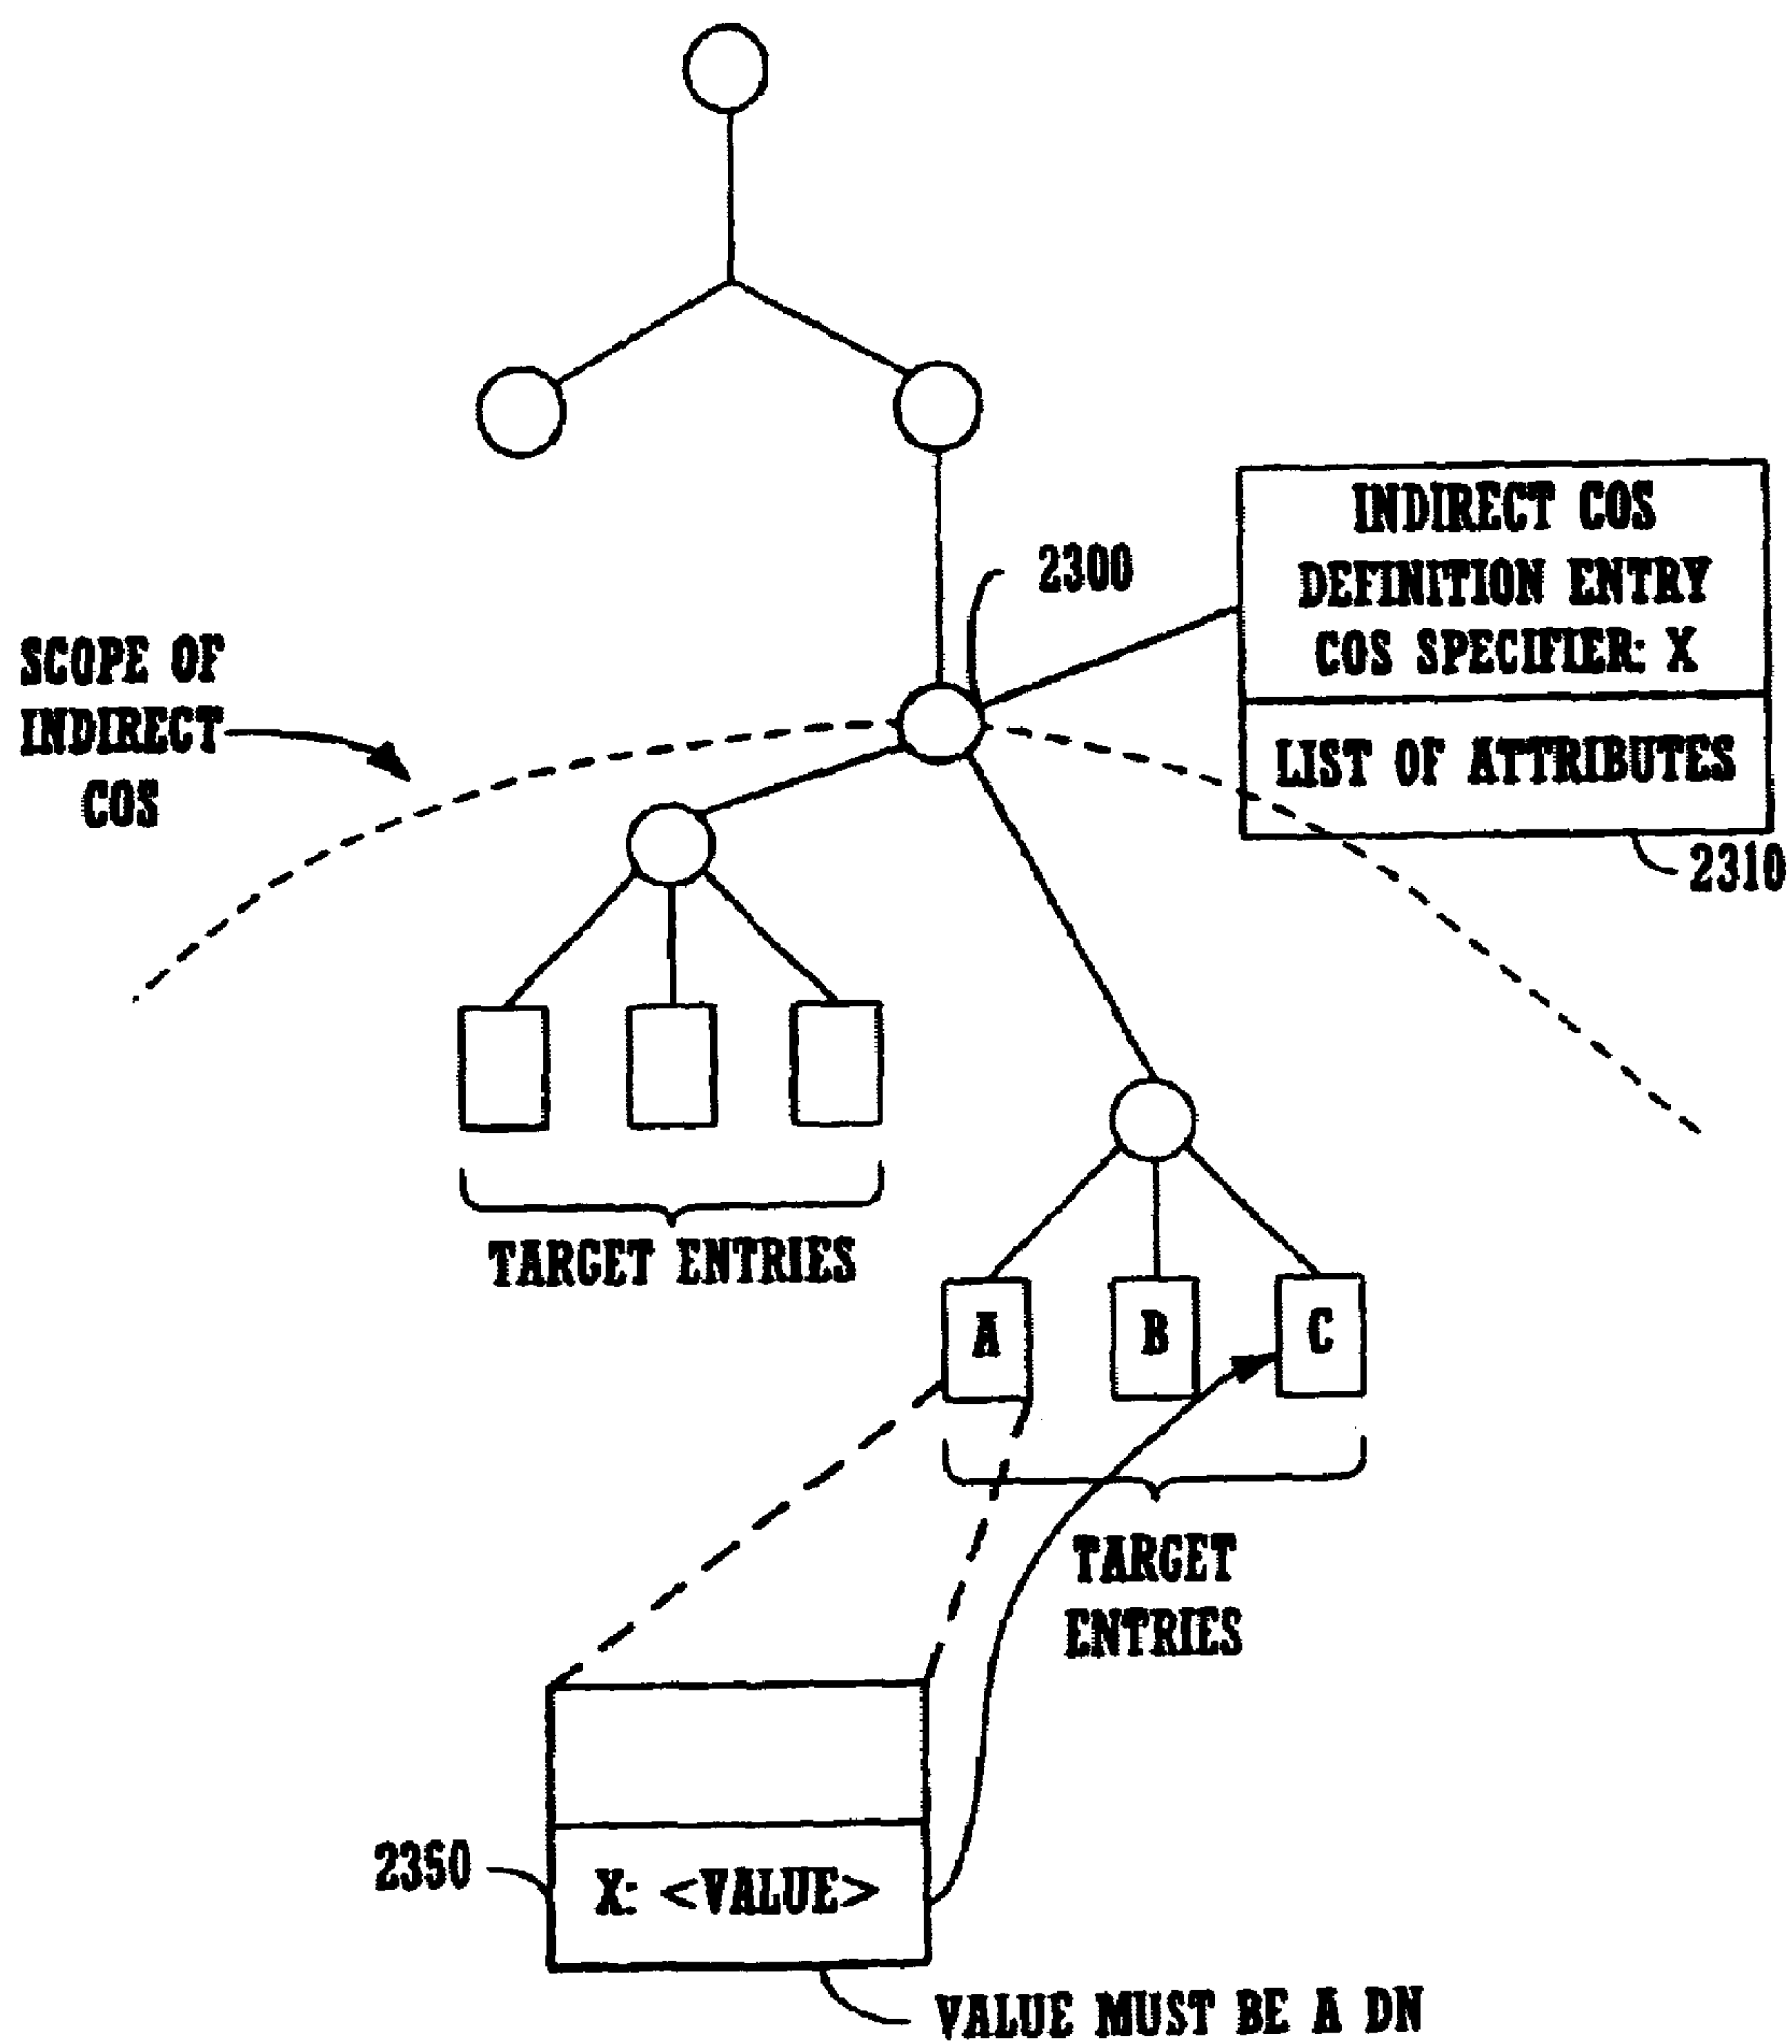 2300
INDIRECT COS
DEFINITION ENTRY
COS SPECIFIER: X
LIST OF ATTRIBUTES
2310
SCOPE OF
INDIRECT
COS
TARGET ENTRIES
A
B
C
TARGET
ENTRIES
2350
X: <VALUE>
VALUE MUST BE A DN